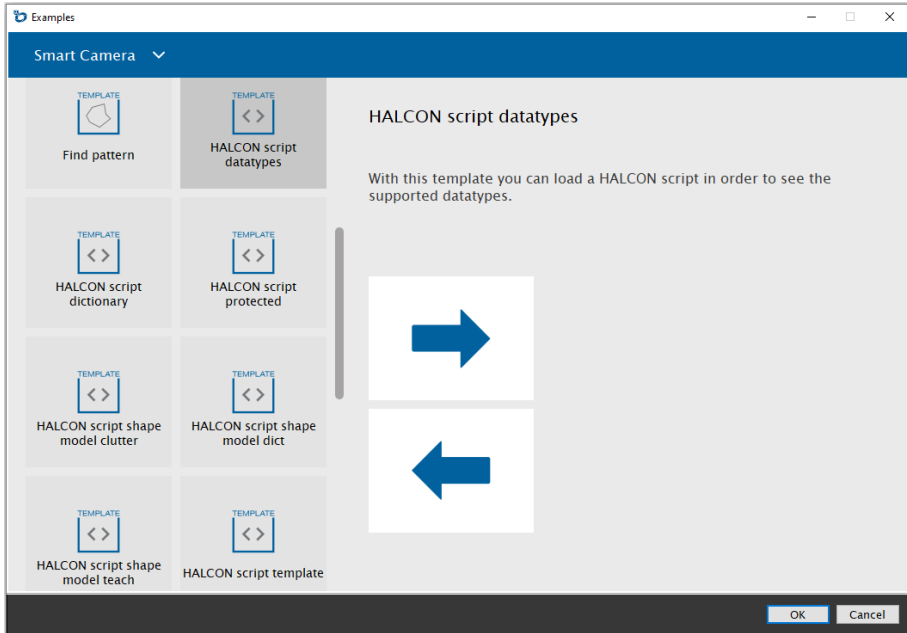 Examples
Smart Camera
TEMPLATE
Find pattern
TEMPLATE
HALCON script
datatypes
TEMPLATE
HALCON script
dictionary
TEMPLATE
HALCON script
protected
TEMPLATE
HALCON script shape
model clutter
TEMPLATE
HALCON script shape
model dict
TEMPLATE
HALCON script shape
model teach
TEMPLATE
HALCON script template
HALCON script datatypes
With this template you can load a HALCON script in order to see the
supported datatypes.
OK
Cancel